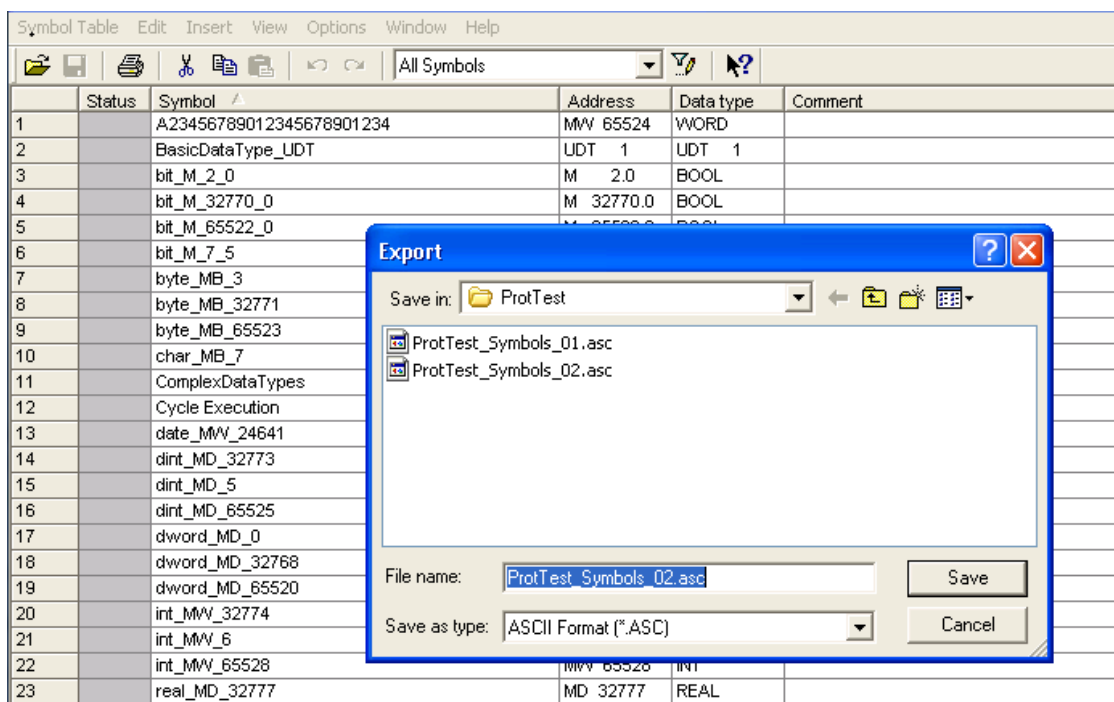 Symbol Table Edit Insert View Options Window Help
All Symbols
Status Symbol Address Data type Comment
1 A23456789012345678901234 MW 65524 WORD
2 BasicDataType_UDT UDT 1 UDT 1
3 bit_M_2_0 M 2.0 BOOL
4 bit_M_32770_0 M 32770.0 BOOL
5 bit_M_65522_0
6 bit_M_7_5
7 byte_MB_3
8 byte_MB_32771
9 byte_MB_65523
10 char_MB_7
11 ComplexDataTypes
12 Cycle Execution
13 date_MW_24641
14 dint_MD_32773
15 dint_MD_5
16 dint_MD_65525
17 dword_MD_0
18 dword_MD_32768
19 dword_MD_65520
20 int_MW_32774
21 int_MW_6
22 int_MW_65528 MW 65528 INT
23 real_MD_32777 MD 32777 REAL
Export
Save in: ProtTest
ProtTest_Symbols_01.asc
ProtTest_Symbols_02.asc
File name: ProtTest_Symbols_02.asc Save
Save as type: ASCII Format (*.ASC) Cancel